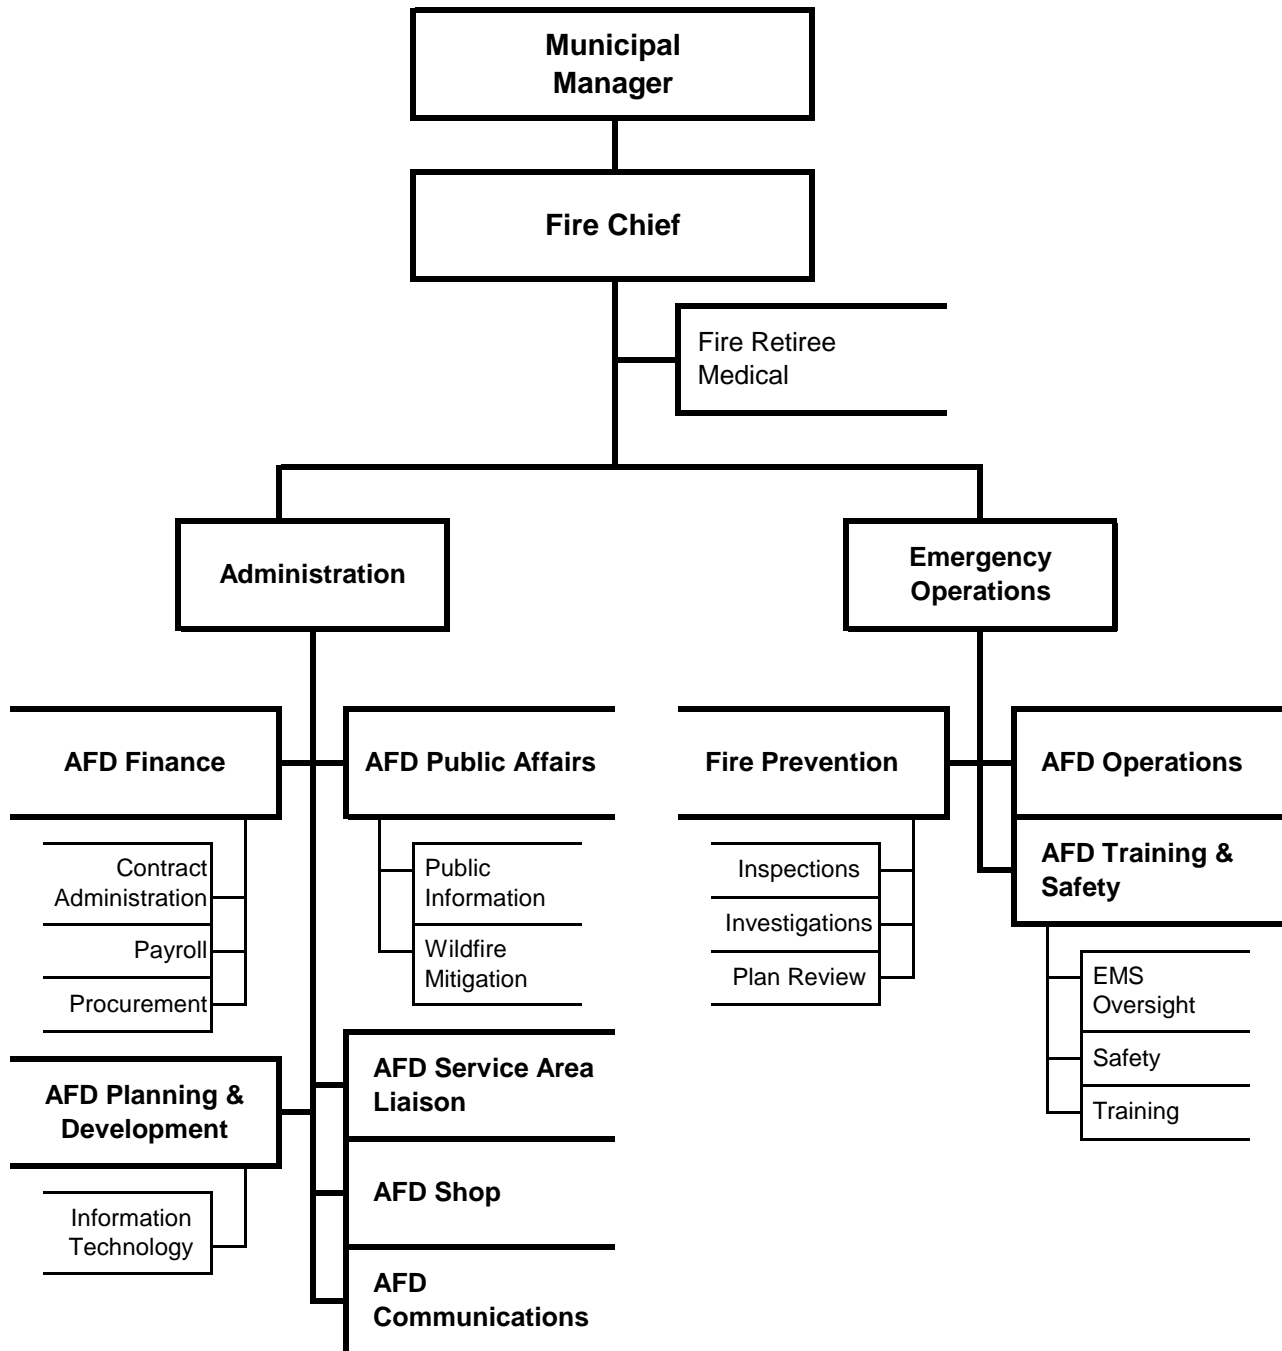 Municipal
Manager
Fire Chief
Fire Retiree
Medical
Administration
Emergency
Operations
AFD Finance
Contract
Administration
Payroll
Procurement
AFD Planning &
Development
Information
Technology
AFD Public Affairs
Public
Information
Wildfire
Mitigation
AFD Service Area
Liaison
AFD Shop
AFD
Communications
Fire Prevention
Inspections
Investigations
Plan Review
AFD Operations
AFD Training &
Safety
EMS
Oversight
Safety
Training